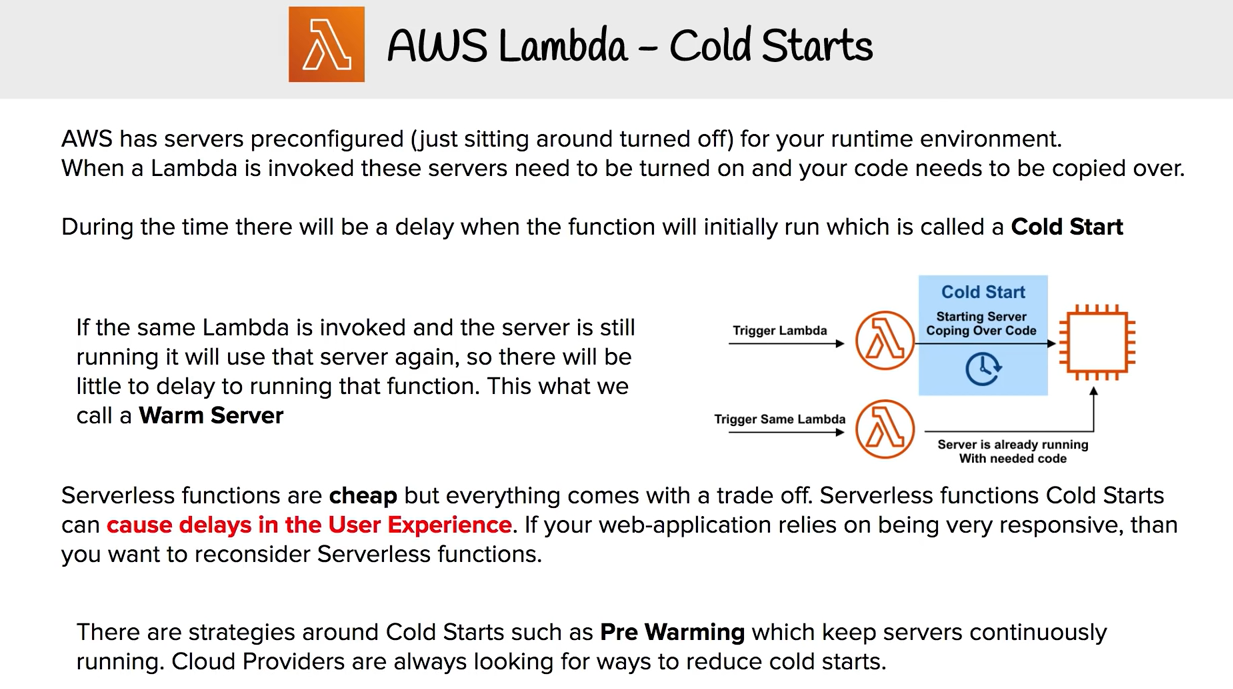 AWS Lambda – Cold Starts
AWS has servers preconfigured (just sitting around turned off) for your runtime environment.
When a Lambda is invoked these servers need to be turned on and your code needs to be copied over.
During the time there will be a delay when the function will initially run which is called a Cold Start
If the same Lambda is invoked and the server is still
running it will use that server again, so there will be
little to delay to running that function. This what we
call a Warm Server
Cold Start
Starting Server
Coping Over Code
Trigger Lambda
Trigger Same Lambda
Server is already running
With needed code
Serverless functions are cheap but everything comes with a trade off. Serverless functions Cold Starts
can cause delays in the User Experience. If your web-application relies on being very responsive, than
you want to reconsider Serverless functions.
There are strategies around Cold Starts such as Pre Warming which keep servers continuously
running. Cloud Providers are always looking for ways to reduce cold starts.